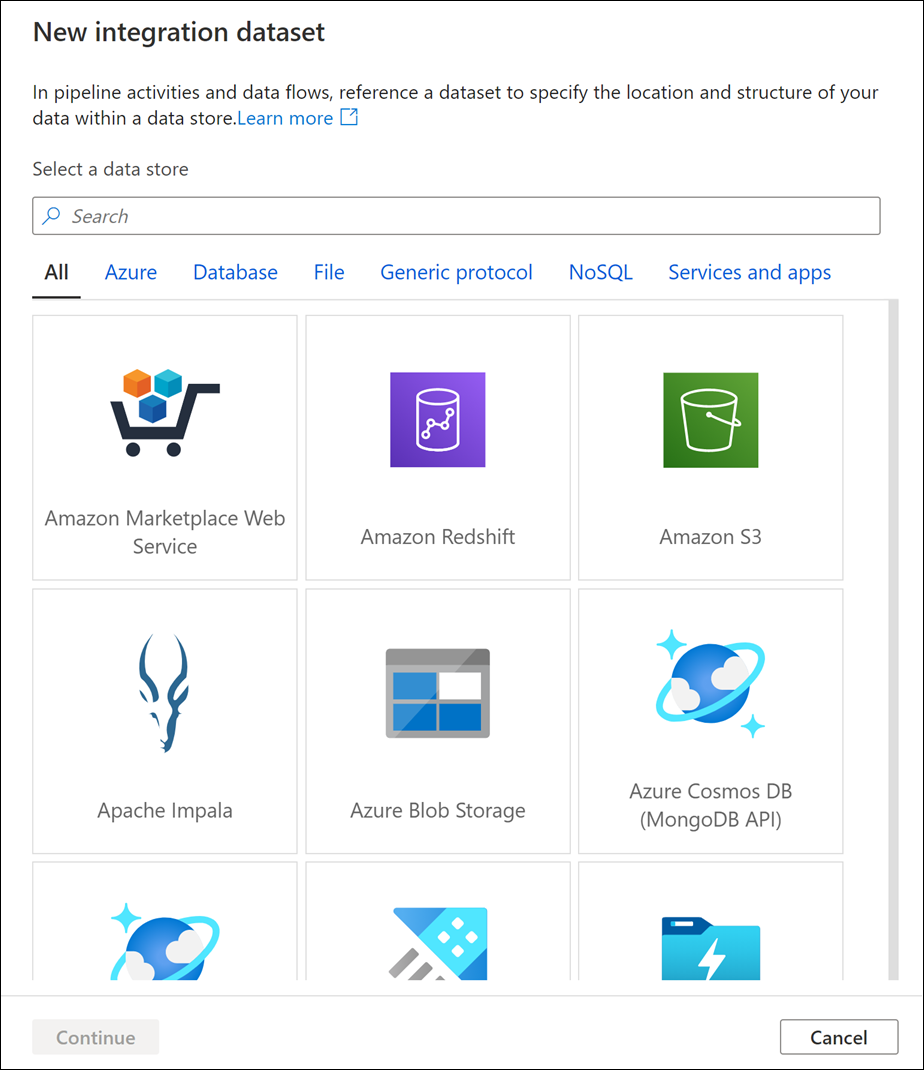 New integration dataset
In pipeline activities and data flows, reference a dataset to specify the location and structure of your
data within a data store.Learn more
Select a data store
Search
All Azure Database File Generic protocol NoSQL Services and apps
Amazon Marketplace Web
Service
Amazon Redshift
Amazon S3
Apache Impala
Azure Blob Storage
Azure Cosmos DB
(MongoDB API)
Continue
Cancel